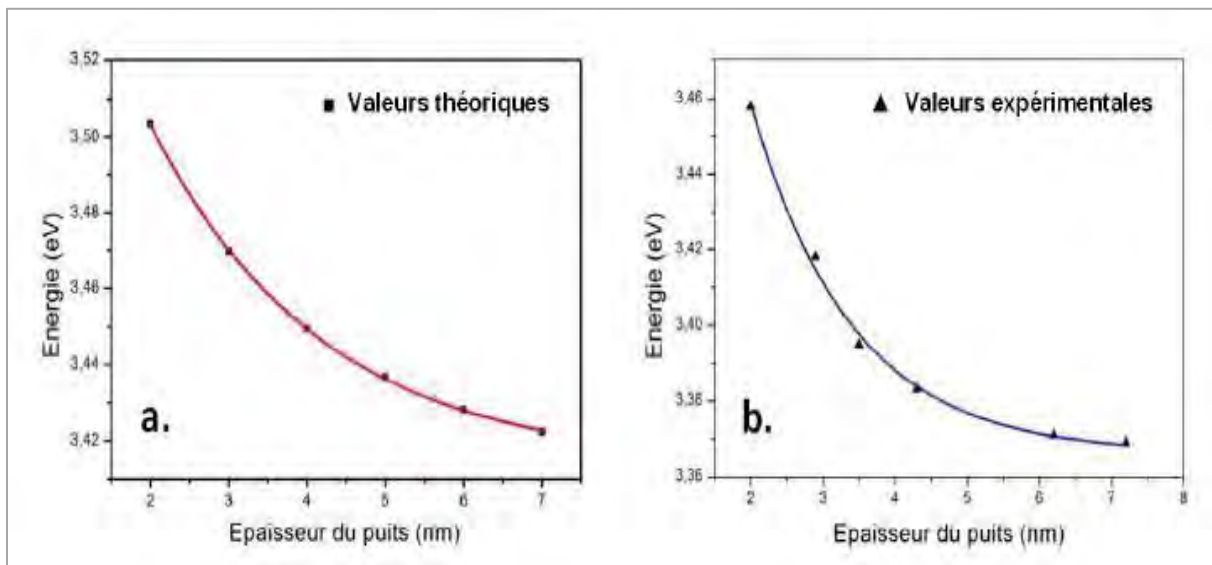 3,52
3,50
3,48
3,46
3,44
3,42
Energie (eV)
Valeurs théoriques
a.
2 3 4 5 6 7
Epaisseur du puits (nm)
3,46
3,44
3,42
3,40
3,38
3,36
Energie (eV)
Valeurs expérimentales
b.
2 3 4 5 6 7 8
Epaisseur du puits (nm)